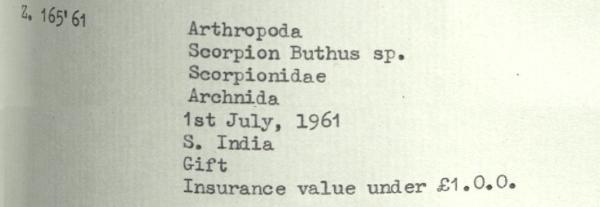 Z. 165'61
Arthropoda
Scorpion Buthus sp.
Scorpionidae
Archnida
1st July, 1961
S. India
Gift
Insurance value under £1.0.0.